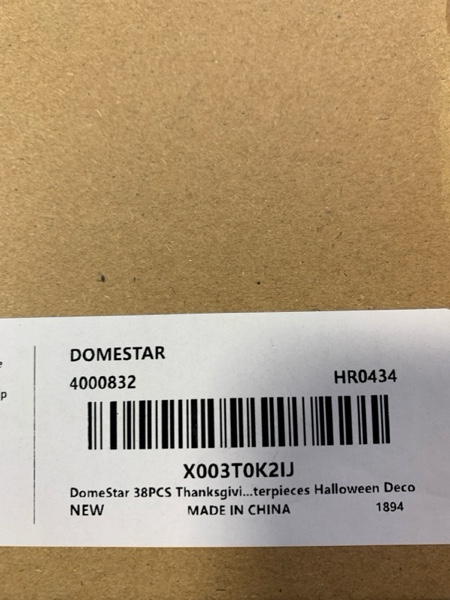 DOMESTAR
4000832
HR0434
X003T0K2IJ
DomeStar 38PCS Thanksgivi...terpieces Halloween Deco
NEW
MADE IN CHINA
1894